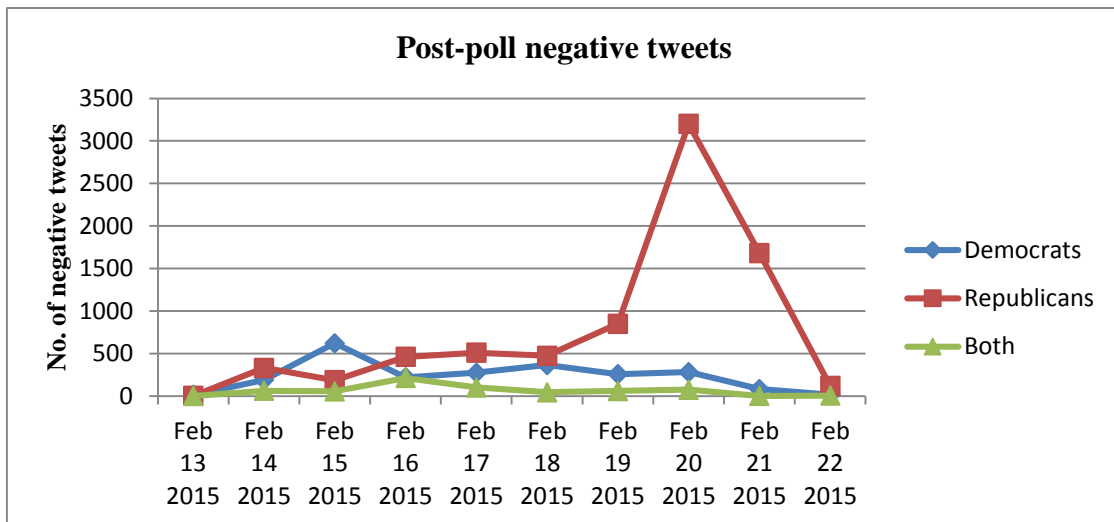 Post-poll negative tweets
No. of negative tweets
3500
3000
2500
2000
1500
1000
500
0
Feb 13 2015
Feb 14 2015
Feb 15 2015
Feb 16 2015
Feb 17 2015
Feb 18 2015
Feb 19 2015
Feb 20 2015
Feb 21 2015
Feb 22 2015
Democrats
Republicans
Both